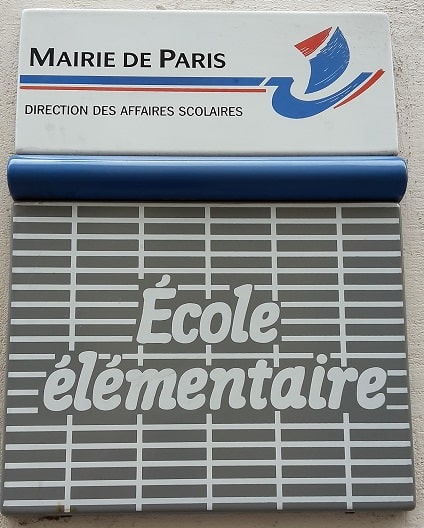 MAIRIE DE PARIS
DIRECTION DES AFFAIRES SCOLAIRES
École
élémentaire